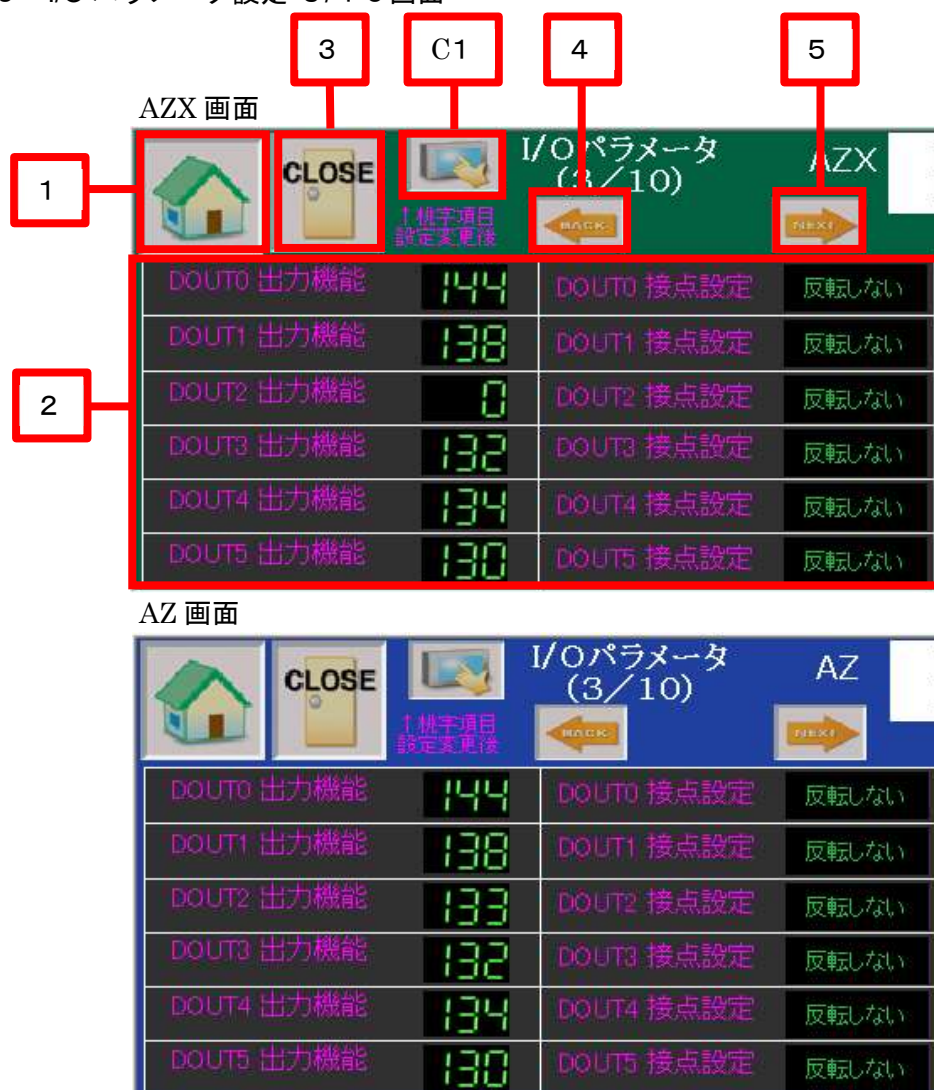 I/Oパラメータ設定 3/10画面
3 C1 4 5
AZX 画面
CLOSE
I/Oパラメータ
(3/10)
AZX
1
↑桃字項目
設定変更後
BACK
NEXT
DOUT0 出力機能 144 DOUT0 接点設定 反転しない
DOUT1 出力機能 138 DOUT1 接点設定 反転しない
2
DOUT2 出力機能 0 DOUT2 接点設定 反転しない
DOUT3 出力機能 132 DOUT3 接点設定 反転しない
DOUT4 出力機能 134 DOUT4 接点設定 反転しない
DOUT5 出力機能 130 DOUT5 接点設定 反転しない
AZ 画面
CLOSE
I/Oパラメータ
(3/10)
AZ
↑桃字項目
設定変更後
BACK
NEXT
DOUT0 出力機能 144 DOUT0 接点設定 反転しない
DOUT1 出力機能 138 DOUT1 接点設定 反転しない
DOUT2 出力機能 133 DOUT2 接点設定 反転しない
DOUT3 出力機能 132 DOUT3 接点設定 反転しない
DOUT4 出力機能 134 DOUT4 接点設定 反転しない
DOUT5 出力機能 130 DOUT5 接点設定 反転しない